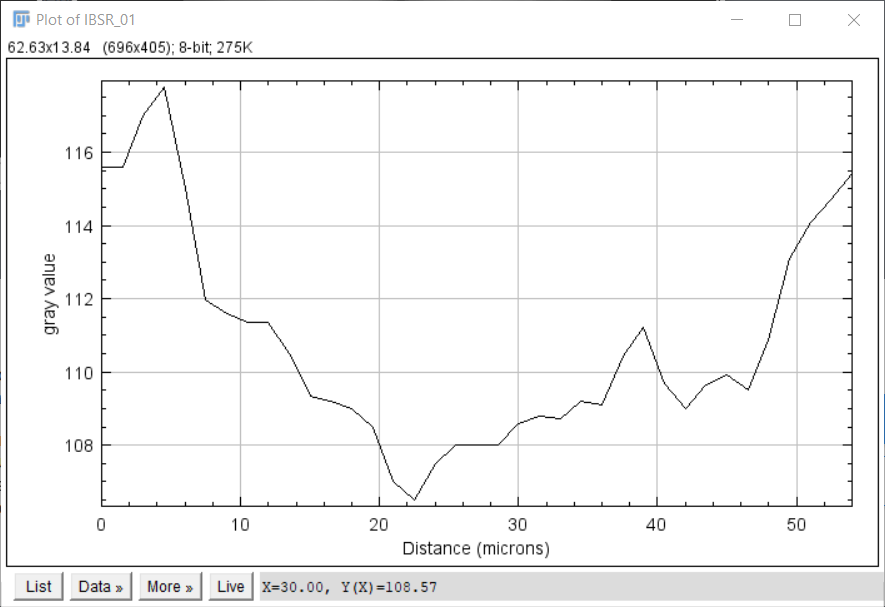 Plot of IBSR_01
62.63x13.84 (696x405); 8-bit; 275K
116
114
112
110
108
gray value
0 10 20 30 40 50
Distance (microns)
List Data » More » Live X=30.00, Y(X)=108.57